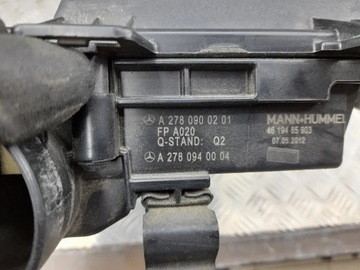 A 278 090 02 01
FP A020
Q-STAND: Q2
A 278 094 00 04
MANN+HUMMEL
46 194 85 903
07.05.2012